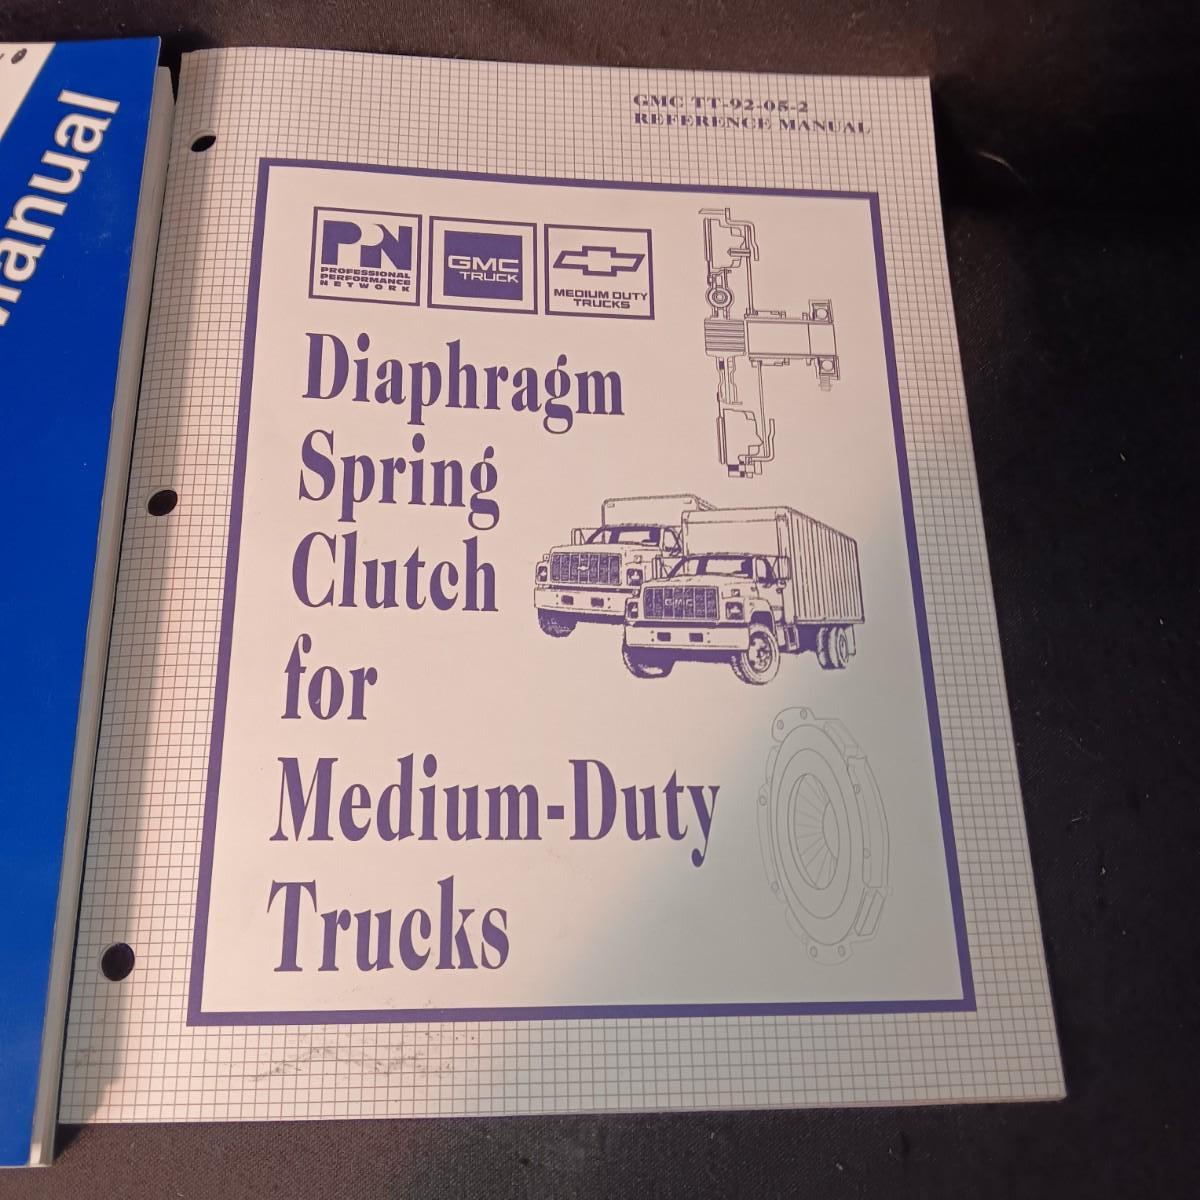 Manual
GMC TT-92-05-2
REFERENCE MANUAL
PPN
PROFESSIONAL
PERFORMANCE
NETWORK
GMC
TRUCK
MEDIUM DUTY
TRUCKS
Diaphragm
Spring
Clutch
for
Medium-Duty
Trucks
GMC